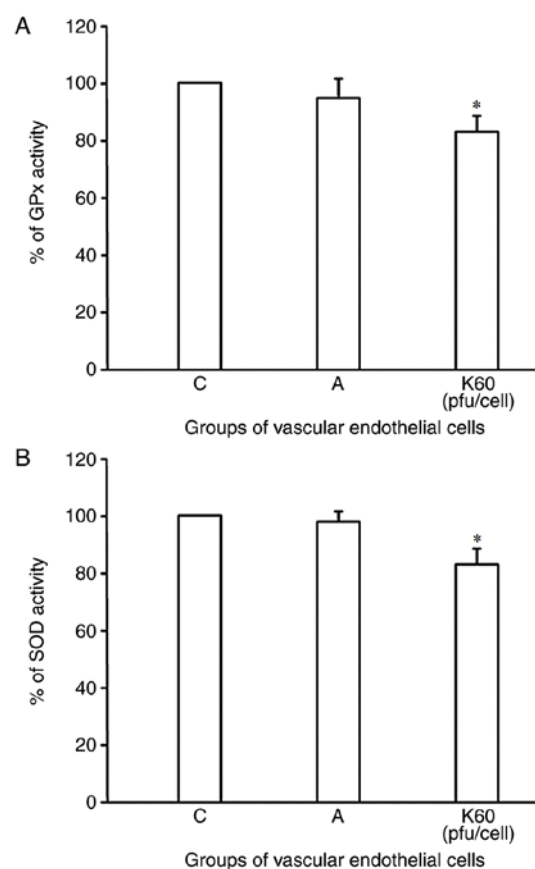 A
120
100
80
60
40
20
0
% of GPx activity
*
C
A
K60
(pfu/cell)
Groups of vascular endothelial cells
B
120
100
80
60
40
20
0
% of SOD activity
*
C
A
K60
(pfu/cell)
Groups of vascular endothelial cells